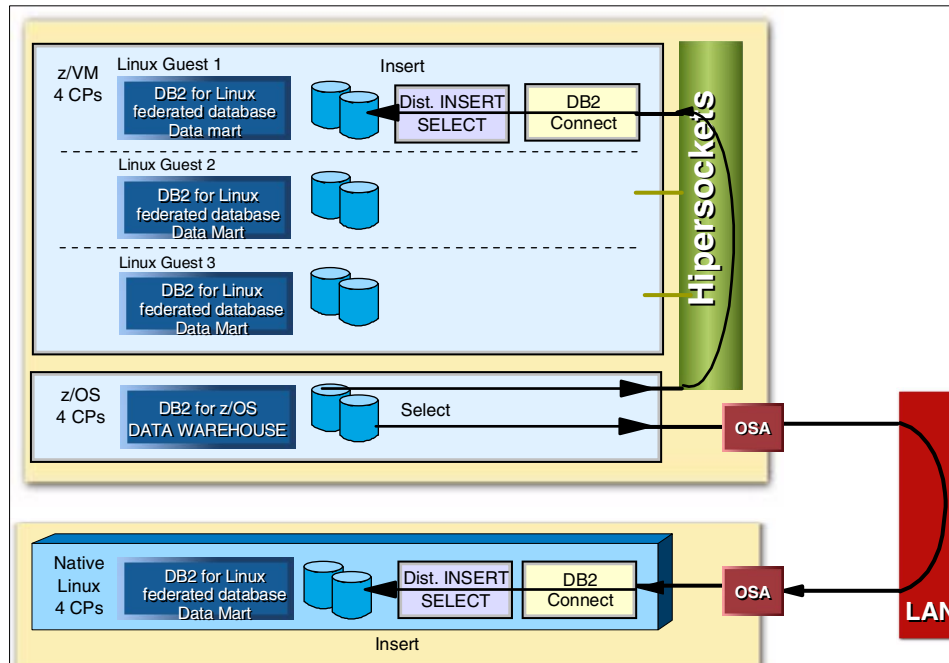 z/VM
4 CPs
Linux Guest 1
DB2 for Linux
federated database
Data mart
Insert
Dist. INSERT
SELECT
DB2
Connect
Hipersockets
Linux Guest 2
DB2 for Linux
federated database
Data Mart
Linux Guest 3
DB2 for Linux
federated database
Data Mart
z/OS
4 CPs
DB2 for z/OS
DATA WAREHOUSE
Select
OSA
Native
Linux
4 CPs
DB2 for Linux
federated database
Data Mart
Dist. INSERT
SELECT
DB2
Connect
OSA
LAN
Insert